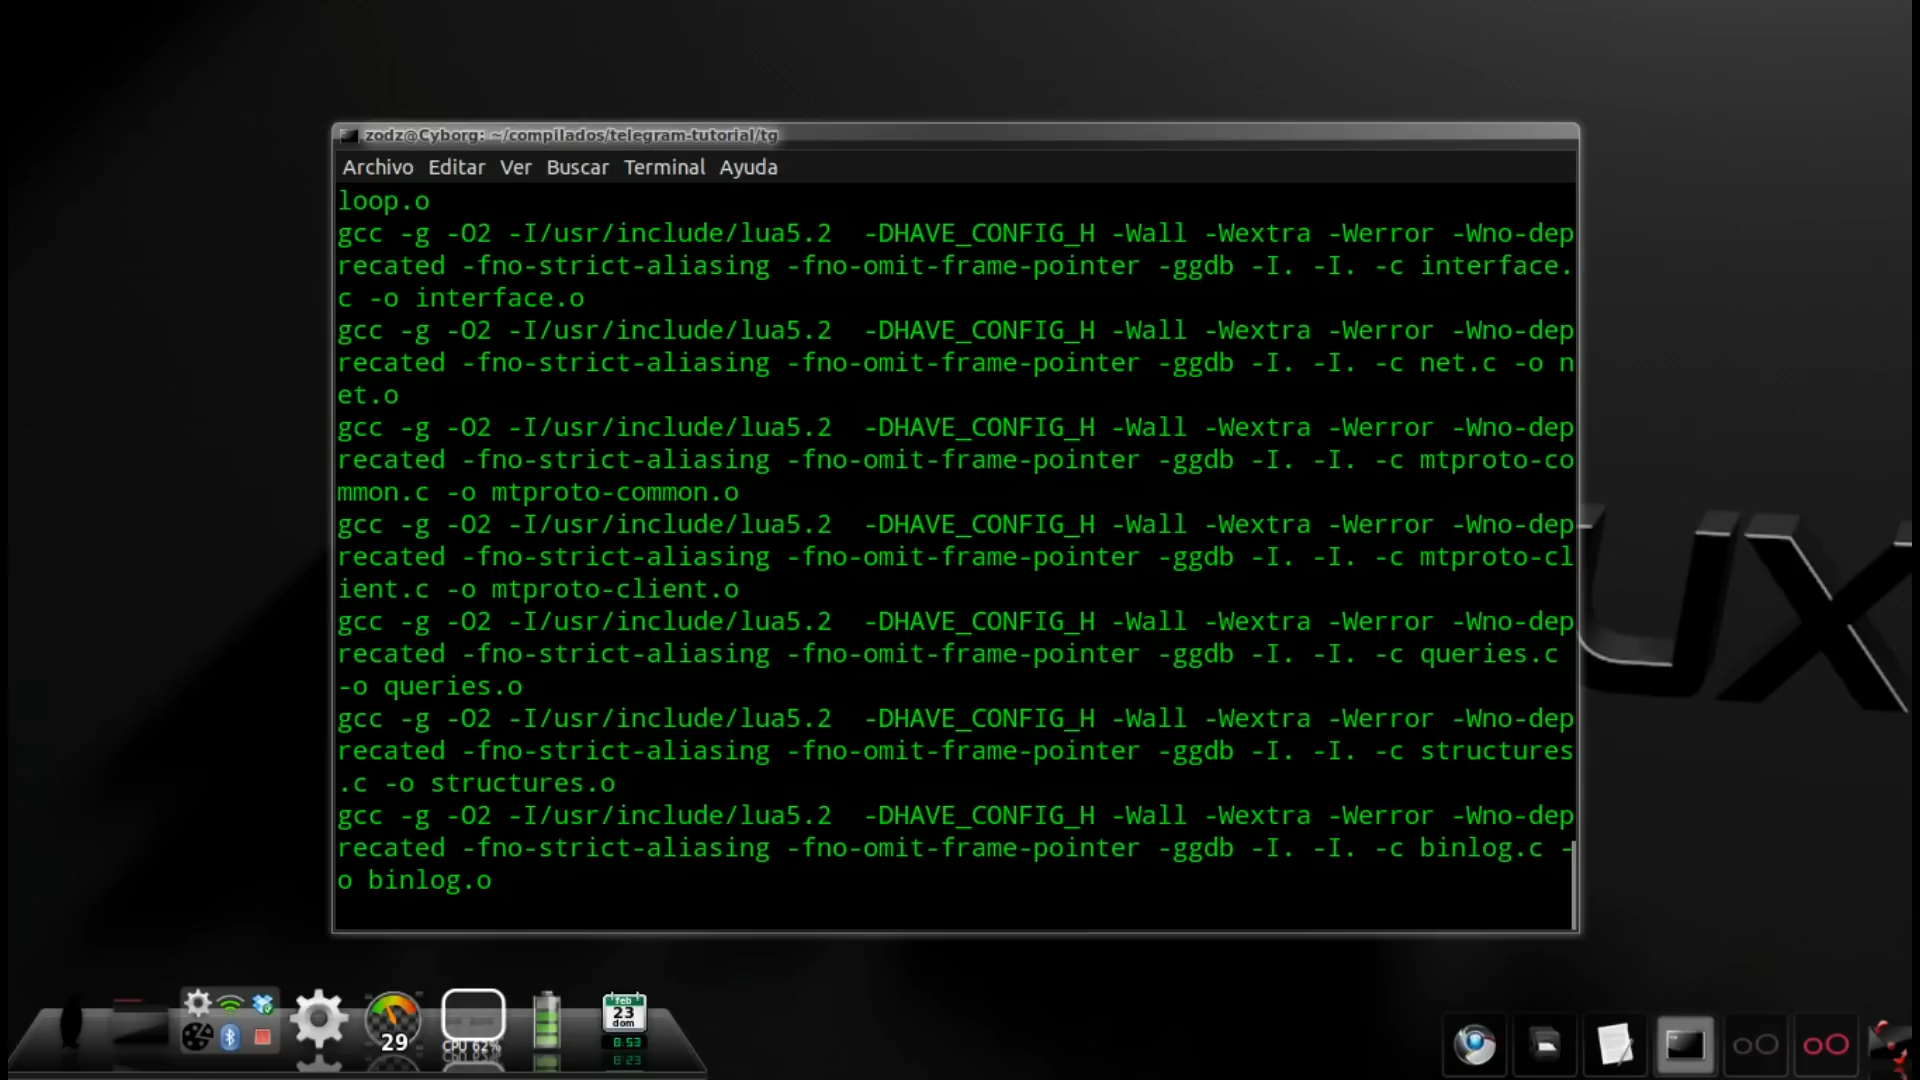 zodz@Cyborg: ~/compilados/telegram-tutorial/tg
Archivo Editar Ver Buscar Terminal Ayuda
loop.o
gcc -g -O2 -I/usr/include/lua5.2  -DHAVE_CONFIG_H -Wall -Wextra -Werror -Wno-dep
recated -fno-strict-aliasing -fno-omit-frame-pointer -ggdb -I. -I. -c interface.
c -o interface.o
gcc -g -O2 -I/usr/include/lua5.2  -DHAVE_CONFIG_H -Wall -Wextra -Werror -Wno-dep
recated -fno-strict-aliasing -fno-omit-frame-pointer -ggdb -I. -I. -c net.c -o n
et.o
gcc -g -O2 -I/usr/include/lua5.2  -DHAVE_CONFIG_H -Wall -Wextra -Werror -Wno-dep
recated -fno-strict-aliasing -fno-omit-frame-pointer -ggdb -I. -I. -c mtproto-co
mmon.c -o mtproto-common.o
gcc -g -O2 -I/usr/include/lua5.2  -DHAVE_CONFIG_H -Wall -Wextra -Werror -Wno-dep
recated -fno-strict-aliasing -fno-omit-frame-pointer -ggdb -I. -I. -c mtproto-cl
ient.c -o mtproto-client.o
gcc -g -O2 -I/usr/include/lua5.2  -DHAVE_CONFIG_H -Wall -Wextra -Werror -Wno-dep
recated -fno-strict-aliasing -fno-omit-frame-pointer -ggdb -I. -I. -c queries.c
-o queries.o
gcc -g -O2 -I/usr/include/lua5.2  -DHAVE_CONFIG_H -Wall -Wextra -Werror -Wno-dep
recated -fno-strict-aliasing -fno-omit-frame-pointer -ggdb -I. -I. -c structures
.c -o structures.o
gcc -g -O2 -I/usr/include/lua5.2  -DHAVE_CONFIG_H -Wall -Wextra -Werror -Wno-dep
recated -fno-strict-aliasing -fno-omit-frame-pointer -ggdb -I. -I. -c binlog.c -
o binlog.o
UX
29
CPU 62%
feb
23
dom
8:53